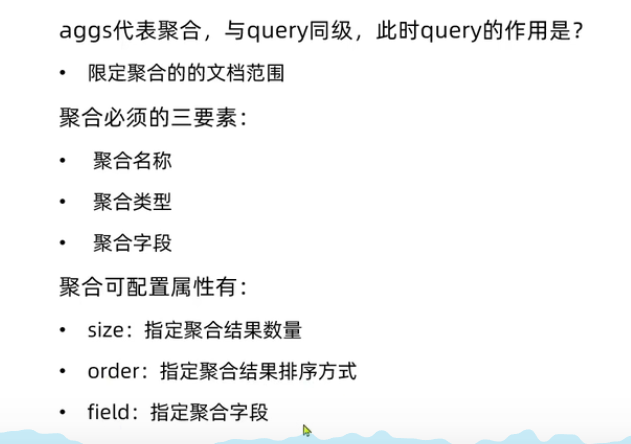 aggs代表聚合，与query同级，此时query的作用是？
• 限定聚合的的文档范围
聚合必须的三要素：
• 聚合名称
• 聚合类型
• 聚合字段
聚合可配置属性有：
• size：指定聚合结果数量
• order：指定聚合结果排序方式
• field：指定聚合字段